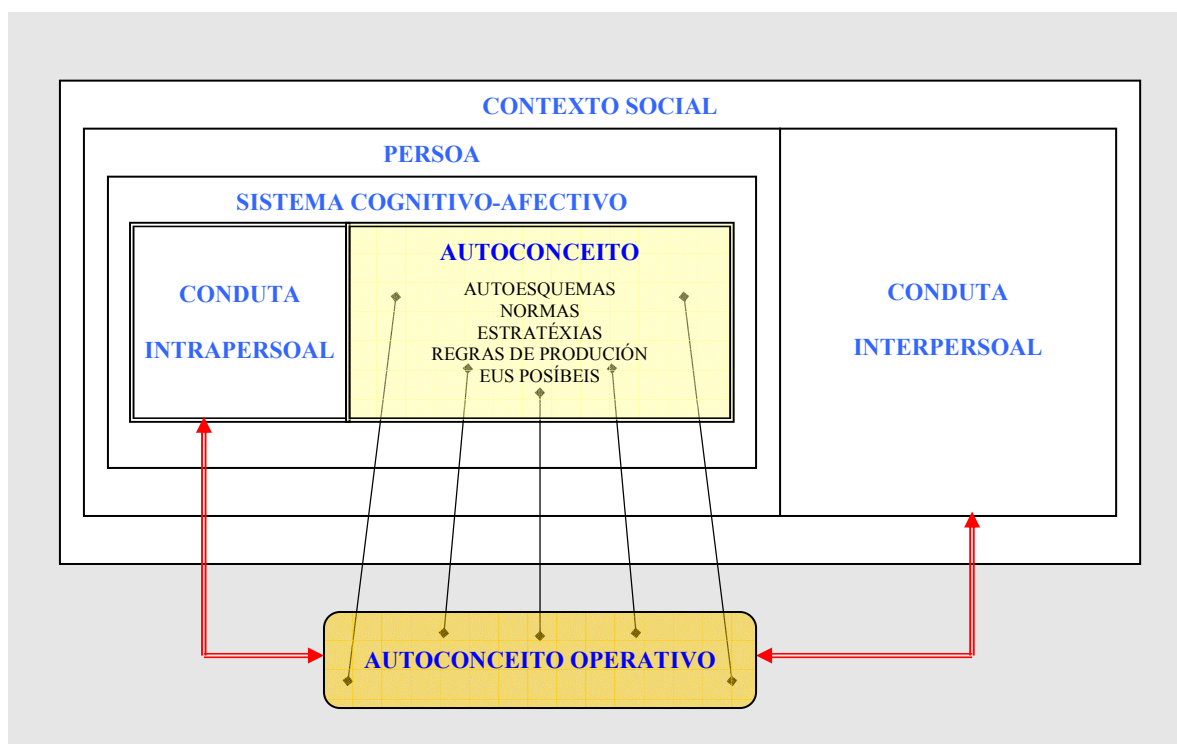 CONTEXTO SOCIAL
PERSOA
SISTEMA COGNITIVO-AFECTIVO
CONDUTA
INTRAPERSOAL
AUTOCONCEITO
AUTOESQUEMAS
NORMAS
ESTRATÉXIAS
REGRAS DE PRODUCIÓN
EUS POSÍBEIS
CONDUTA
INTERPERSOAL
AUTOCONCEITO OPERATIVO